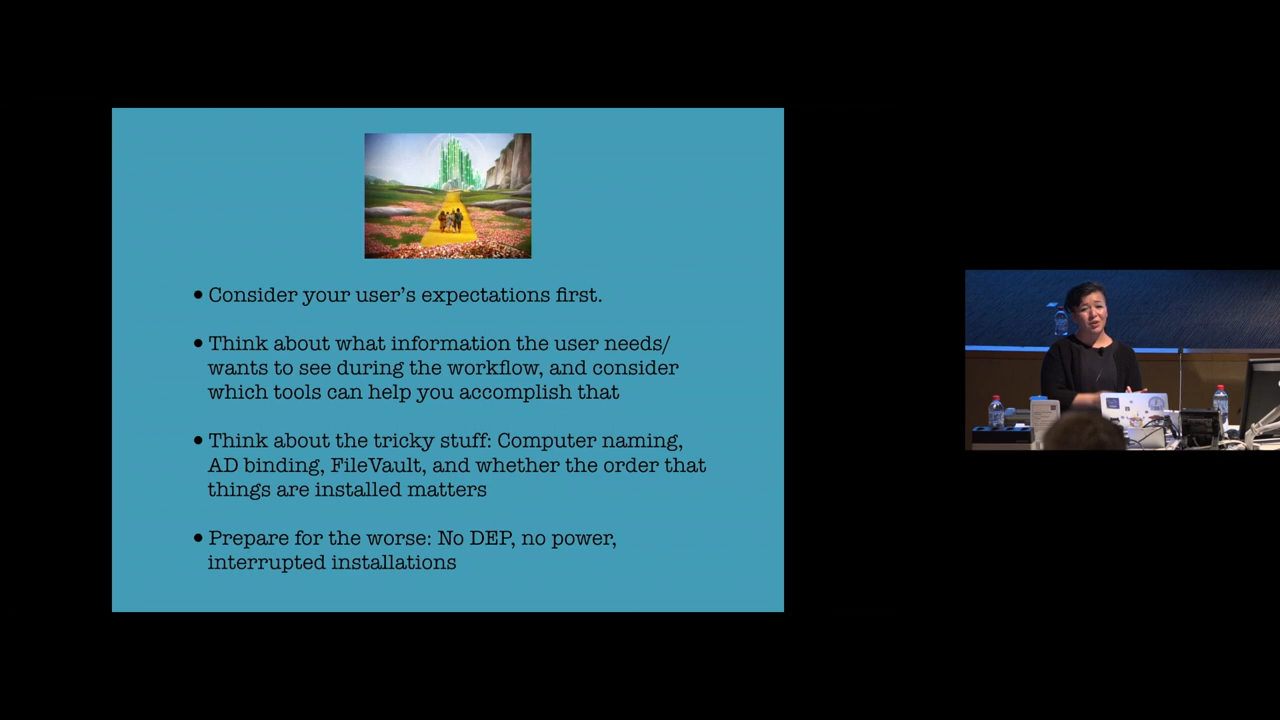 • Consider your user’s expectations first.
• Think about what information the user needs/
wants to see during the workflow, and consider
which tools can help you accomplish that
• Think about the tricky stuff: Computer naming,
AD binding, FileVault, and whether the order that
things are installed matters
• Prepare for the worse: No DEP, no power,
interrupted installations